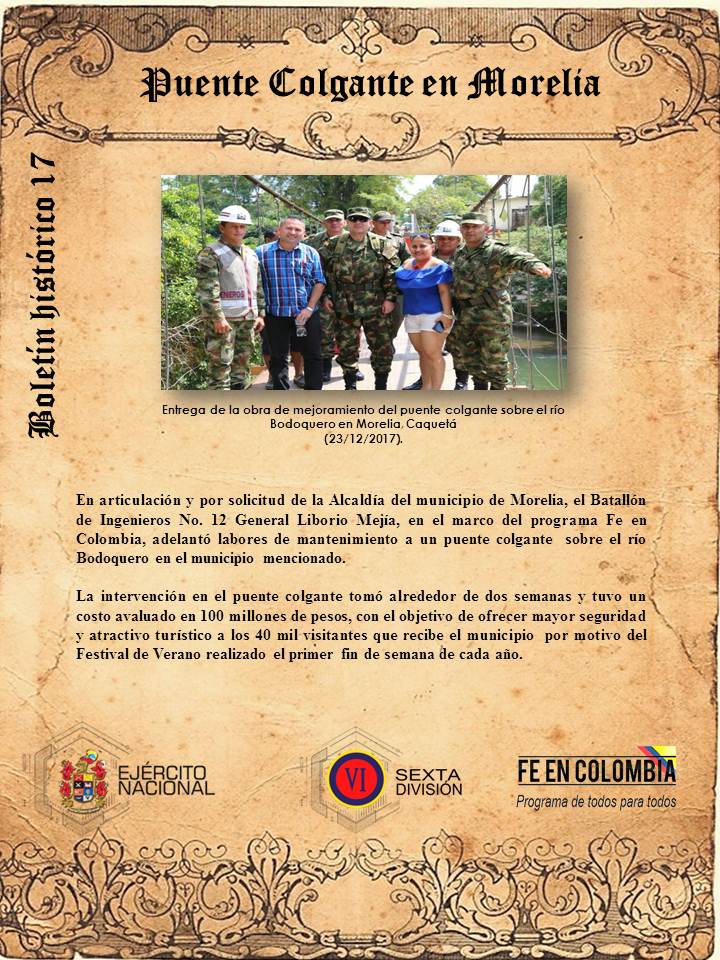 Puente Colgante en Morelia
Boletín histórico 17
ENEROS
Entrega de la obra de mejoramiento del puente colgante sobre el río
Bodoquero en Morelia, Caquetá
(23/12/2017).
En articulación y por solicitud de la Alcaldía del municipio de Morelia, el Batallón
de Ingenieros No. 12 General Liborio Mejía, en el marco del programa Fe en
Colombia, adelantó labores de mantenimiento a un puente colgante sobre el río
Bodoquero en el municipio mencionado.
La intervención en el puente colgante tomó alrededor de dos semanas y tuvo un
costo avaluado en 100 millones de pesos, con el objetivo de ofrecer mayor seguridad
y atractivo turístico a los 40 mil visitantes que recibe el municipio por motivo del
Festival de Verano realizado el primer fin de semana de cada año.
EJÉRCITO
NACIONAL
VI
SEXTA
DIVISIÓN
FE EN COLOMBIA
Programa de todos para todos